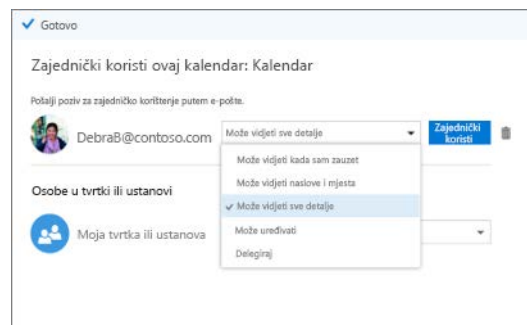 Gotovo
Zajednički koristi ovaj kalendar: Kalendar
Pošalji poziv za zajedničko korištenje putem e-pošte.
DebraB@contoso.com
Može vidjeti sve detalje
Zajednički
koristi
Može vidjeti kada sam zauzet
Može vidjeti naslove i mjesta
Može vidjeti sve detalje
Može uređivati
Delegiraj
Osobe u tvrtki ili ustanovi
Moja tvrtka ili ustanova